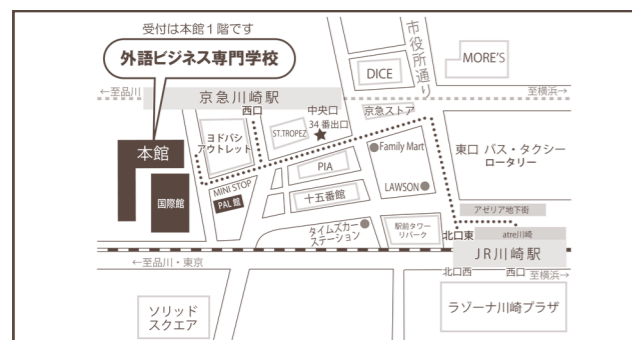 受付は本館１階です
外語ビジネス専門学校
市役所通り
DICE
MORE'S
←至品川
至横浜→
京急川崎駅
西口
中央口
34番出口
京急ストア
ヨドバシ
アウトレット
ST.TROPEZ
Family Mart
東口 バス・タクシー
ロータリー
本館
PIA
国際館
MINI STOP
PAL館
十五番館
LAWSON
アゼリア地下街
タイムズカー
ステーション
駅前タワー
リパーク
北口東
atre川崎
JR川崎駅
←至品川・東京
北口西
西口
至横浜→
ソリッド
スクエア
ラゾーナ川崎プラザ